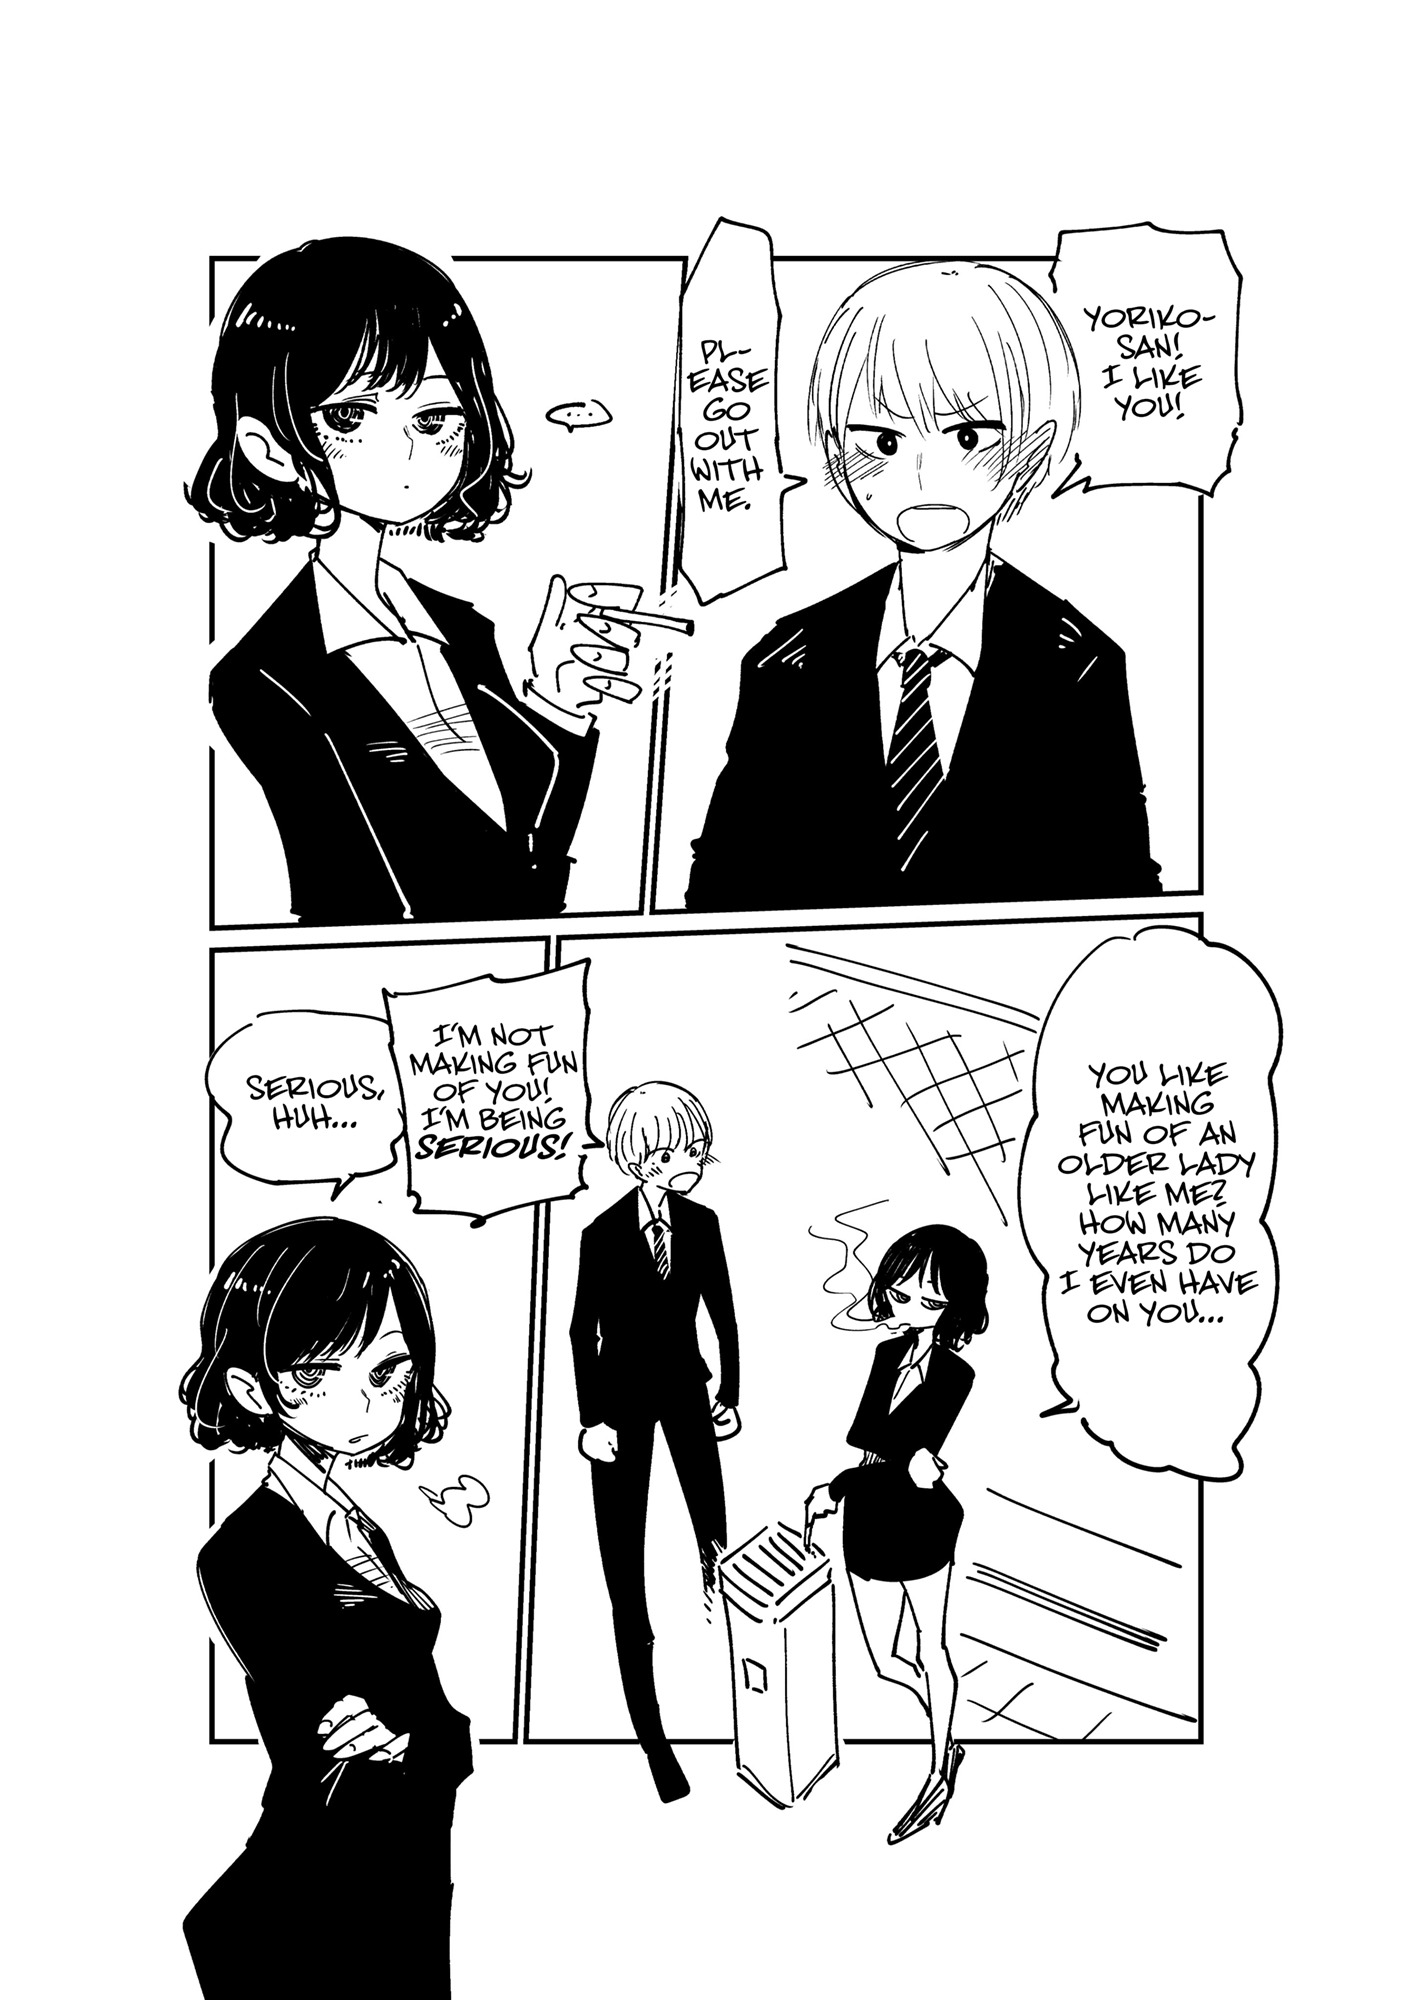 YORIKO-
SAN!
I LIKE
YOU!
PL-
EASE
GO
OUT
WITH
ME.
...
YOU LIKE
MAKING
FUN OF AN
OLDER LADY
LIKE ME?
HOW MANY
YEARS DO
I EVEN HAVE
ON YOU...
I'M NOT
MAKING FUN
OF YOU!
I'M BEING
SERIOUS!
SERIOUS,
HUH...